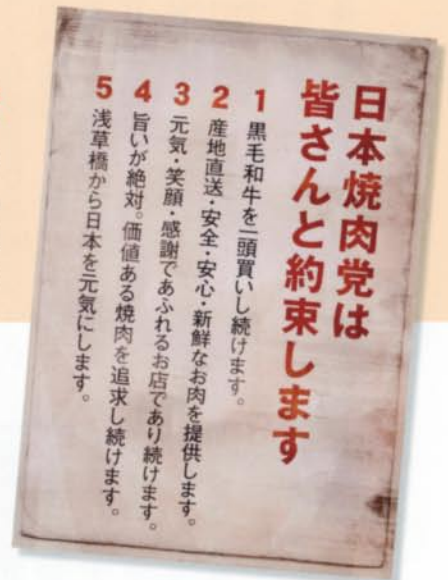 日本焼肉党は
皆さんと約束します
1 黒毛和牛を一頭買いし続けます。
2 産地直送・安全・安心・新鮮なお肉を提供します。
3 元気・笑顔・感謝であふれるお店であり続けます。
4 旨いが絶対。価値ある焼肉を追求し続けます。
5 浅草橋から日本を元気にします。